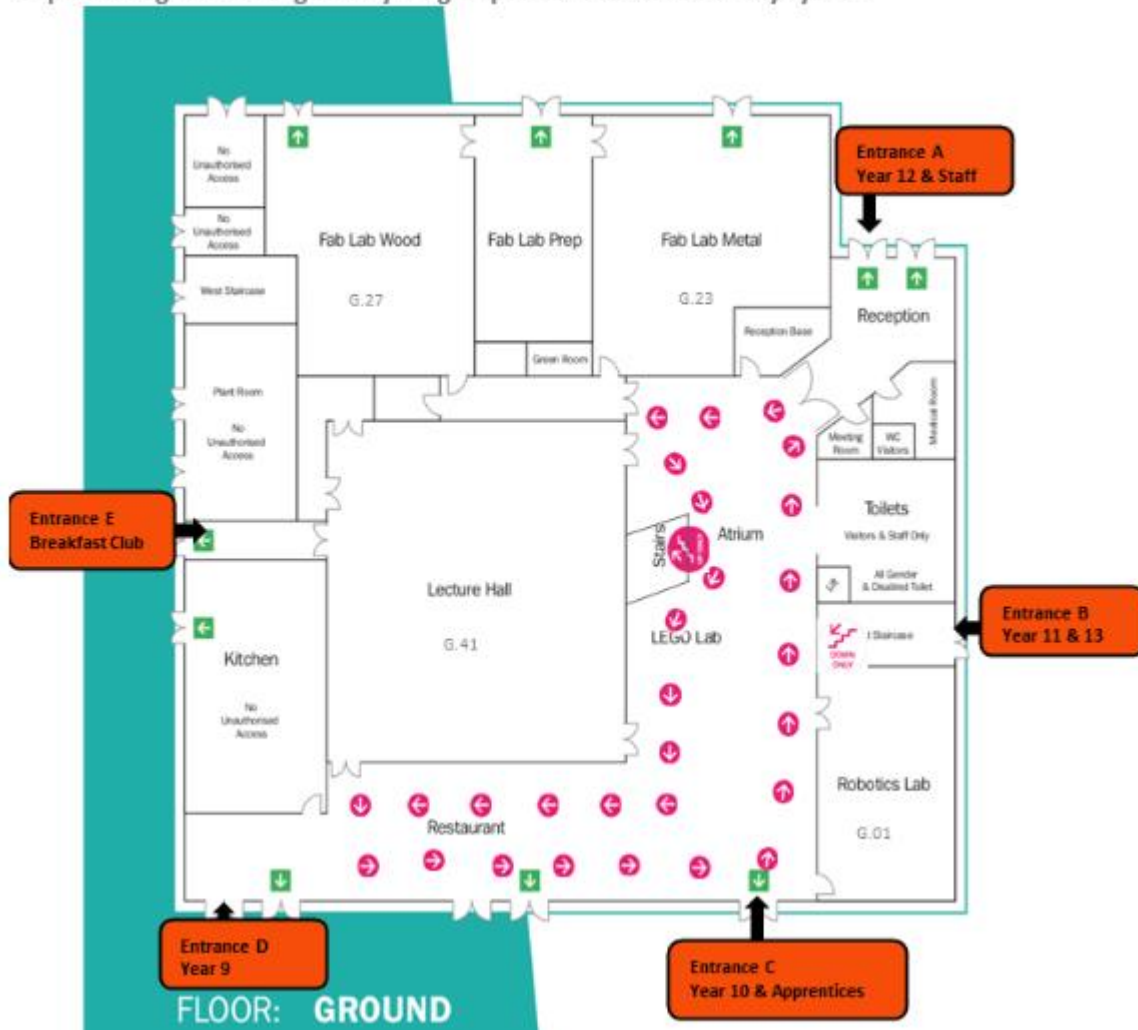 Entrance A
Year 12 & Staff
No
Unauthorised
Access
No
Unauthorised
Access
Fab Lab Wood
Fab Lab Prep
Fab Lab Metal
West Staircase
G.27
G.23
Reception
Reception Base
Green Room
Plant Room
No
Unauthorised
Access
Medical Room
Meeting
Room
WC
Visitors
Entrance E
Breakfast Club
Stairs
Atrium
Toilets
Visitors & Staff Only
All Gender
& Disabled Toilet
Lecture Hall
G.41
LEGO Lab
Entrance B
Year 11 & 13
t Staircase
DOWN
ONLY
Kitchen
No
Unauthorised
Access
Robotics Lab
G.01
Restaurant
Entrance D
Year 9
Entrance C
Year 10 & Apprentices
FLOOR: GROUND